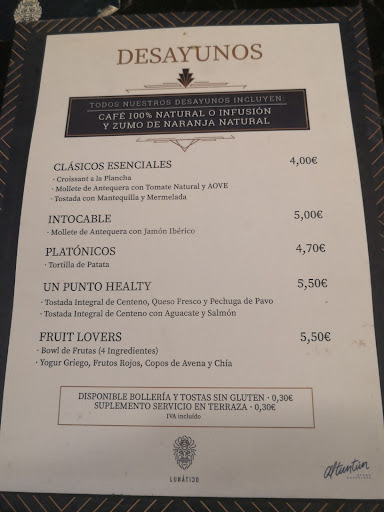 DESAYUNOS
TODOS NUESTROS DESAYUNOS INCLUYEN:
CAFÉ 100% NATURAL O INFUSIÓN
Y ZUMO DE NARANJA NATURAL
CLÁSICOS ESENCIALES 4,00€
· Croissant a la Plancha
· Mollete de Antequera con Tomate Natural y AOVE
· Tostada con Mantequilla y Mermelada
INTOCABLE 5,00€
· Mollete de Antequera con Jamón Ibérico
PLATÓNICOS 4,70€
· Tortilla de Patata
UN PUNTO HEALTY 5,50€
· Tostada Integral de Centeno, Queso Fresco y Pechuga de Pavo
· Tostada Integral de Centeno con Aguacate y Salmón
FRUIT LOVERS 5,50€
· Bowl de Frutas (4 Ingredientes)
· Yogur Griego, Frutos Rojos, Copos de Avena y Chía
DISPONIBLE BOLLERÍA Y TOSTAS SIN GLUTEN · 0,30€
SUPLEMENTO SERVICIO EN TERRAZA · 0,30€
IVA incluído
LUNÁTICO